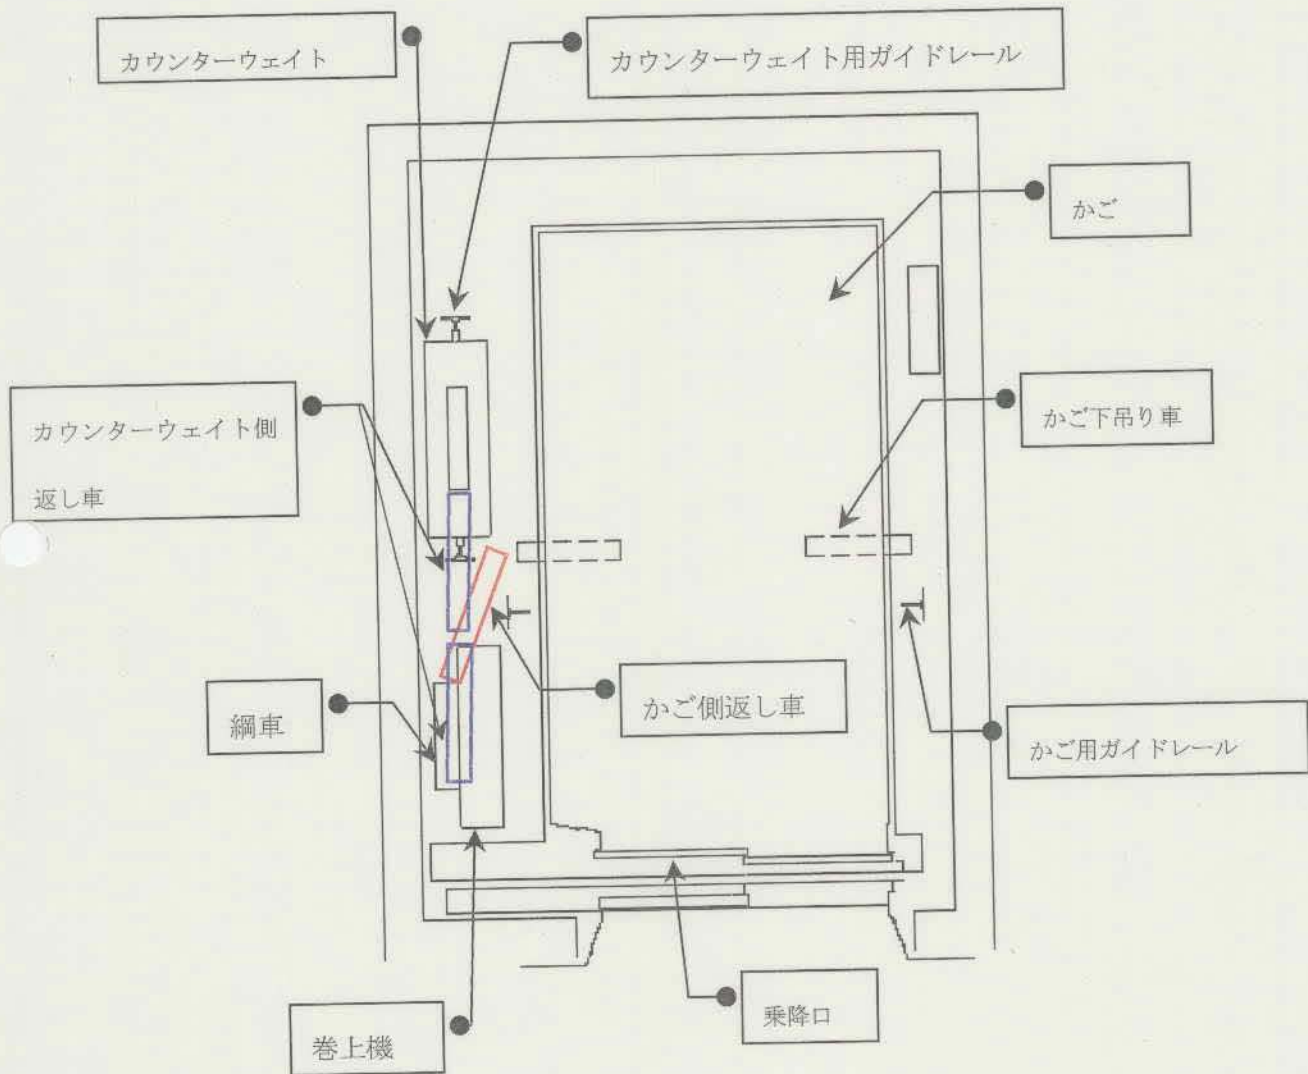 カウンターウェイト
カウンターウェイト用ガイドレール
かご
カウンターウェイト側
返し車
かご下吊り車
綱車
かご側返し車
かご用ガイドレール
巻上機
乗降口